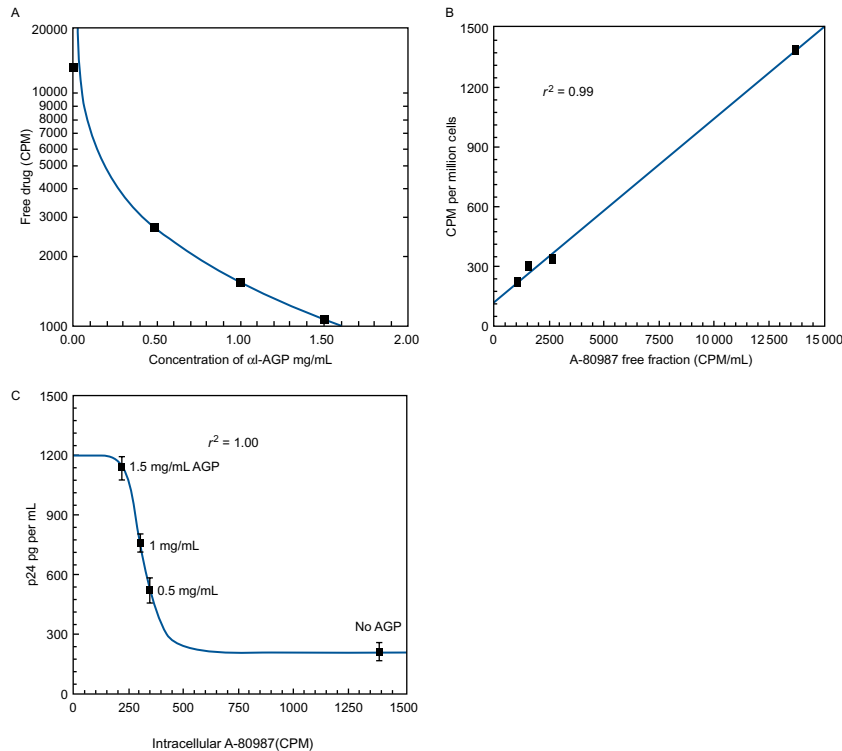 A
20000
10000
9000
8000
7000
6000
5000
4000
3000
2000
1000
Free drug (CPM)
0.00 0.50 1.00 1.50 2.00
Concentration of αl-AGP mg/mL
B
1500
1200
900
600
300
0
CPM per million cells
r² = 0.99
0 2500 5000 7500 10 000 12 500 15 000
A-80987 free fraction (CPM/mL)
C
1500
1200
900
600
300
0
p24 pg per mL
r² = 1.00
1.5 mg/mL AGP
1 mg/mL
0.5 mg/mL
No AGP
0 250 500 750 1000 1250 1500
Intracellular A-80987(CPM)